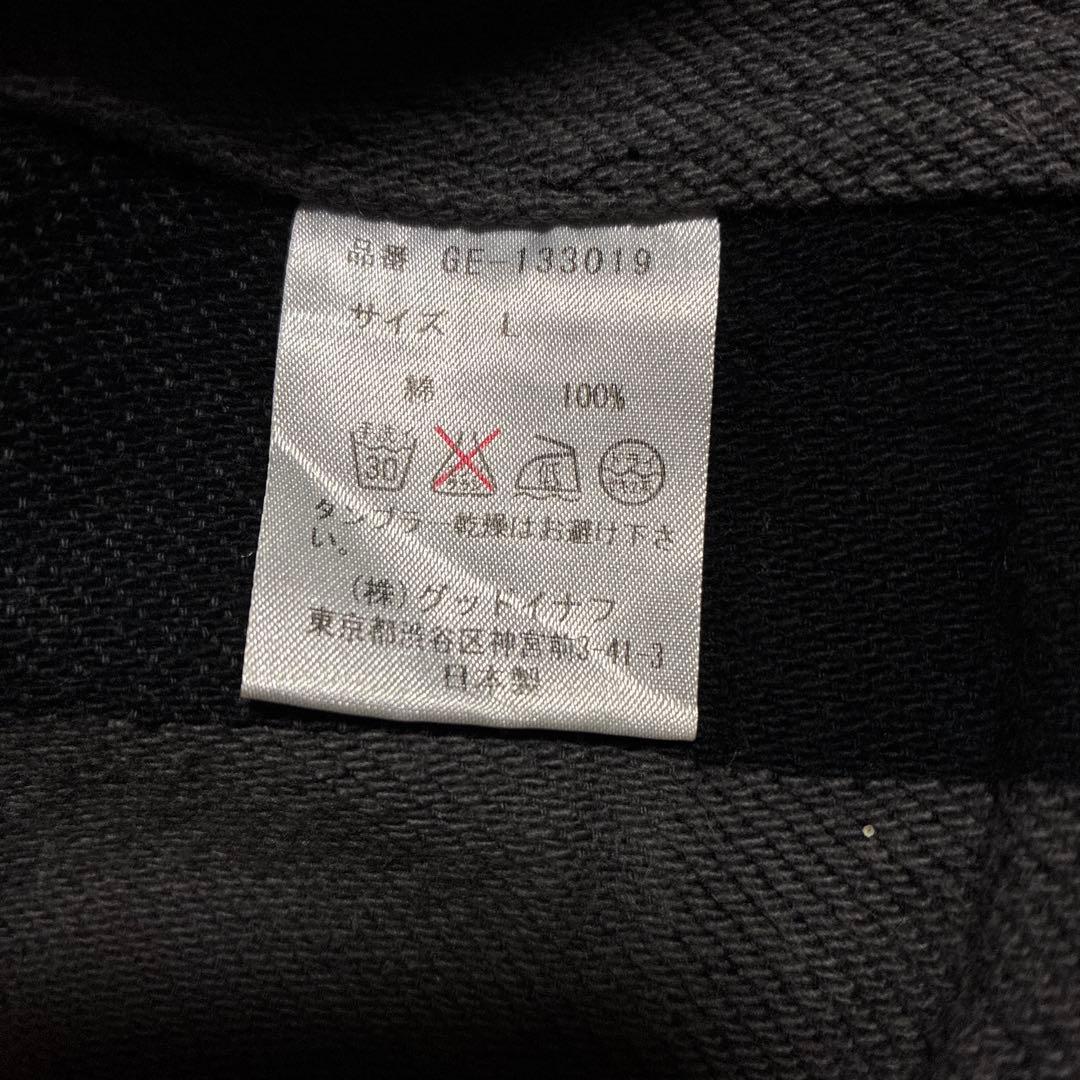 品番 GE-133019
サイズ L
綿 100%
30
タンブラー乾燥はお避け下さ
い。
(株)グッドイナフ
東京都渋谷区神宮前3-41-3
日本製